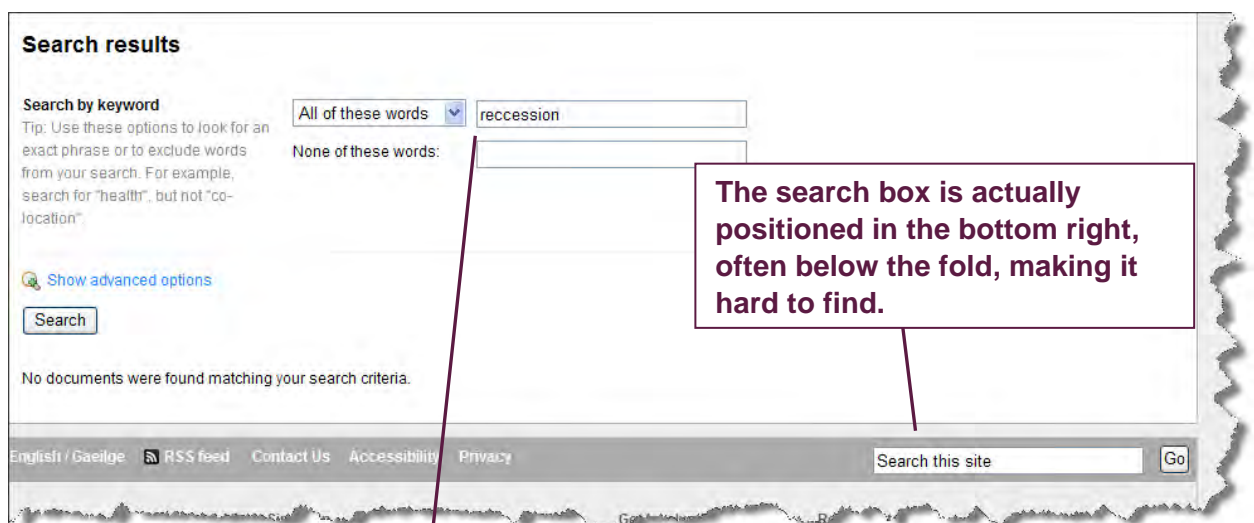 Search results
Search by keyword
Tip: Use these options to look for an
exact phrase or to exclude words
from your search. For example,
search for "health", but not "co-
location"
All of these words
reccession
None of these words:
The search box is actually
positioned in the bottom right,
often below the fold, making it
hard to find.
Show advanced options
Search
No documents were found matching your search criteria.
English / Gaeilge RSS feed Contact Us Accessibility Privacy
Search this site Go